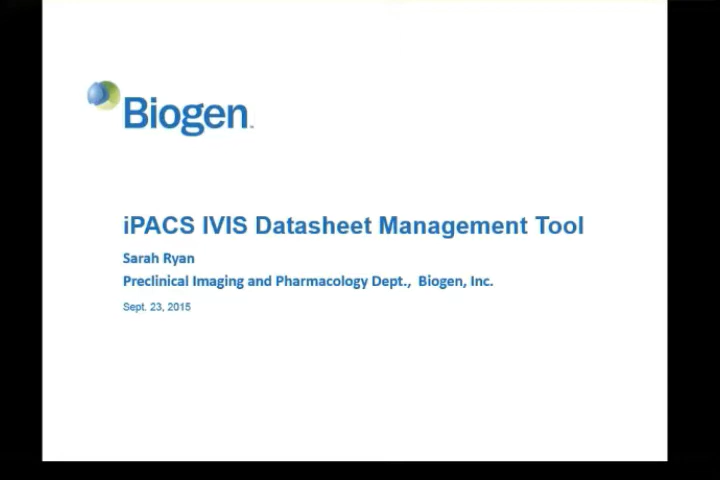 Biogen
iPACS IVIS Datasheet Management Tool
Sarah Ryan
Preclinical Imaging and Pharmacology Dept., Biogen, Inc.
Sept. 23, 2015